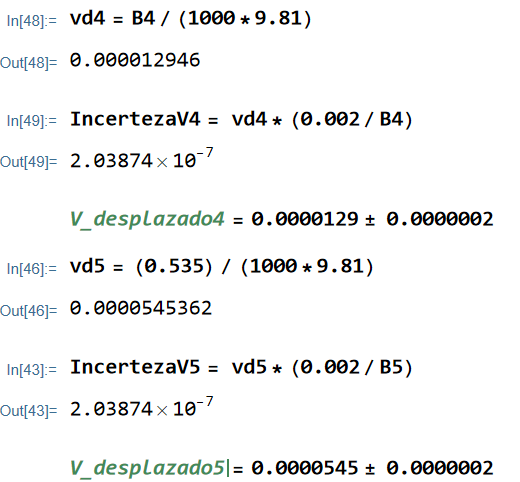 In[48]:= vd4 = B4 / (1000 * 9.81)
Out[48]= 0.000012946
In[49]:= IncertezaV4 = vd4 * (0.002 / B4)
Out[49]= 2.03874 × 10^-7
V_desplazado4 = 0.0000129 ± 0.0000002
In[46]:= vd5 = (0.535) / (1000 * 9.81)
Out[46]= 0.0000545362
In[43]:= IncertezaV5 = vd5 * (0.002 / B5)
Out[43]= 2.03874 × 10^-7
V_desplazado5 = 0.0000545 ± 0.0000002